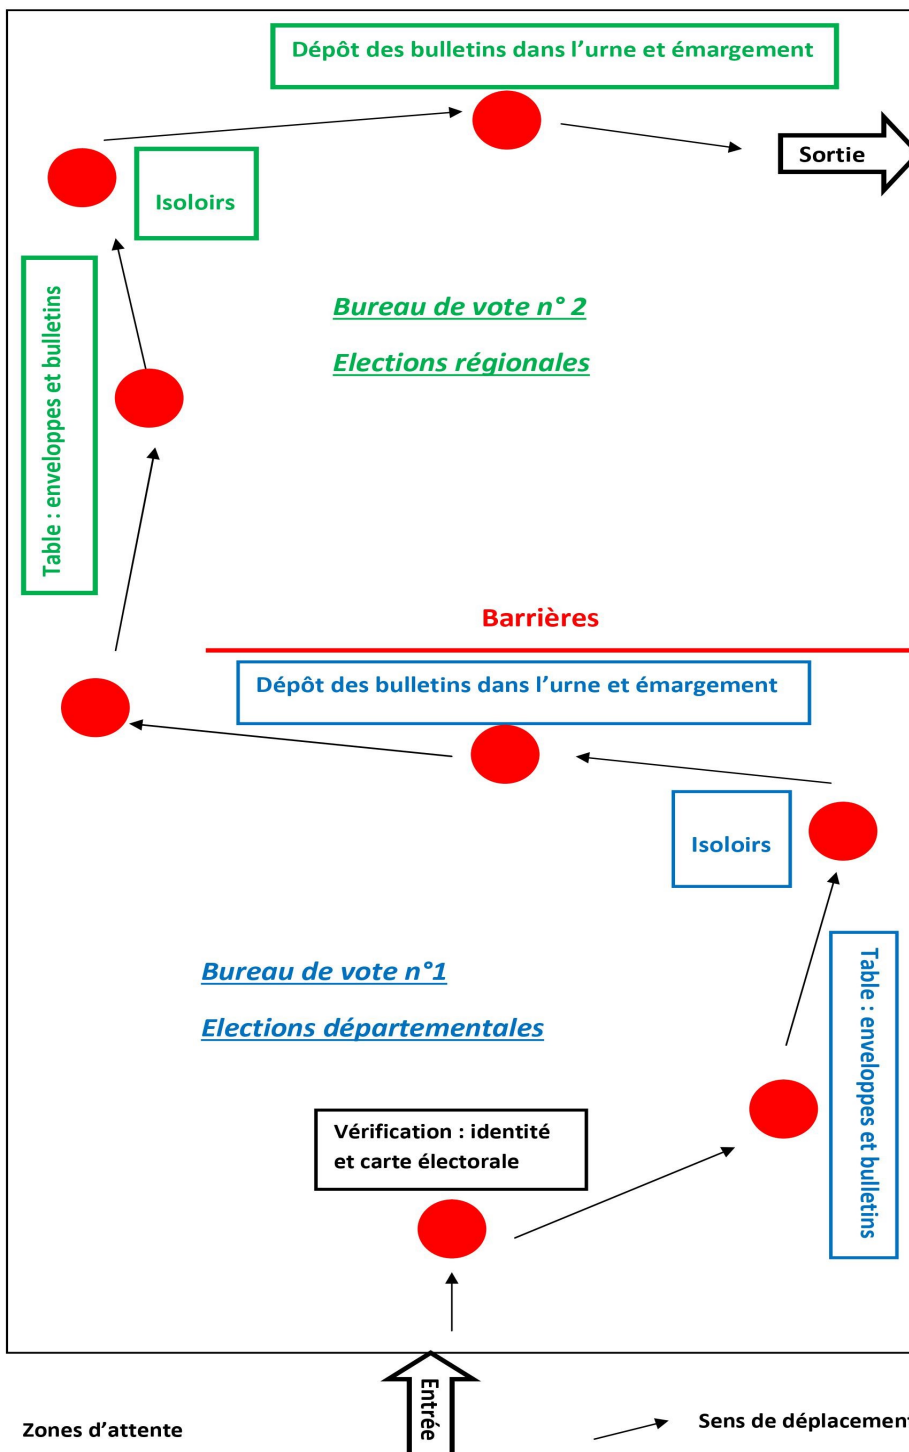 Dépôt des bulletins dans l’urne et émargement
Sortie
Isoloirs
Table : enveloppes et bulletins
Bureau de vote n° 2
Elections régionales
Barrières
Dépôt des bulletins dans l’urne et émargement
Isoloirs
Bureau de vote n°1
Elections départementales
Table : enveloppes et bulletins
Vérification : identité
et carte électorale
Entrée
Zones d’attente
Sens de déplacement